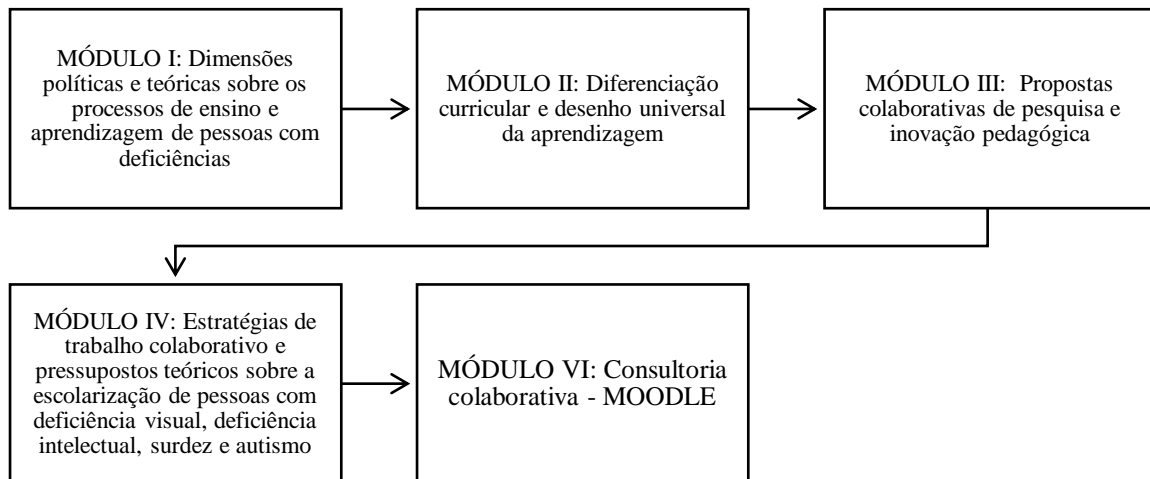 MÓDULO I: Dimensões
políticas e teóricas sobre os
processos de ensino e
aprendizagem de pessoas com
deficiências
MÓDULO II: Diferenciação
curricular e desenho universal
da aprendizagem
MÓDULO III:  Propostas
colaborativas de pesquisa e
inovação pedagógica
MÓDULO IV: Estratégias de
trabalho colaborativo e
pressupostos teóricos sobre a
escolarização de pessoas com
deficiência visual, deficiência
intelectual, surdez e autismo
MÓDULO VI: Consultoria
colaborativa - MOODLE